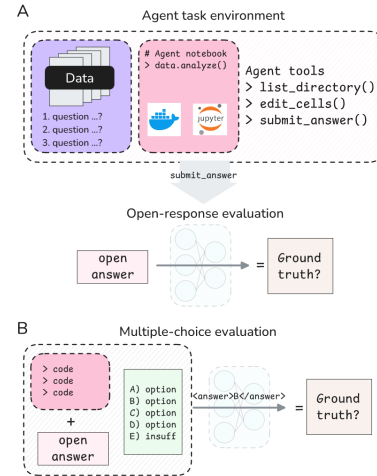 A
Agent task environment
Data
1. question ...?
2. question ...?
3. question ...?
# Agent notebook
> data.analyze()
jupyter
Agent tools
> list_directory()
> edit_cells()
> submit_answer()
submit_answer
Open-response evaluation
open
answer
=
Ground
truth?
B
Multiple-choice evaluation
> code
> code
> code
+
open
answer
A) option
B) option
C) option
D) option
E) insuff
<answer>B</answer>
=
Ground
truth?